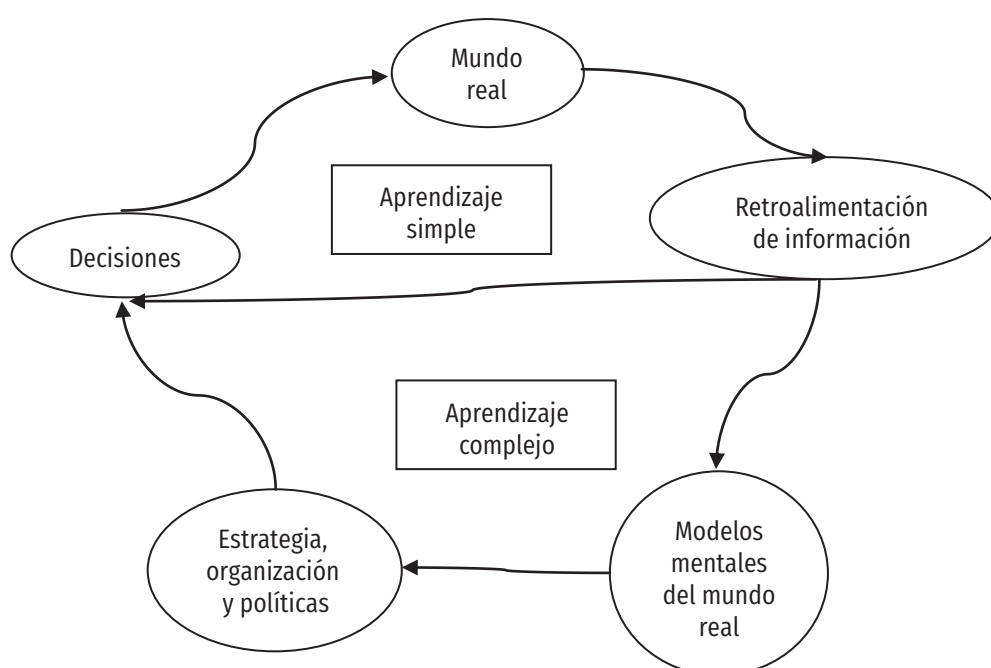 Mundo
real
Aprendizaje
simple
Retroalimentación
de información
Decisiones
Aprendizaje
complejo
Estrategia,
organización
y políticas
Modelos
mentales
del mundo
real